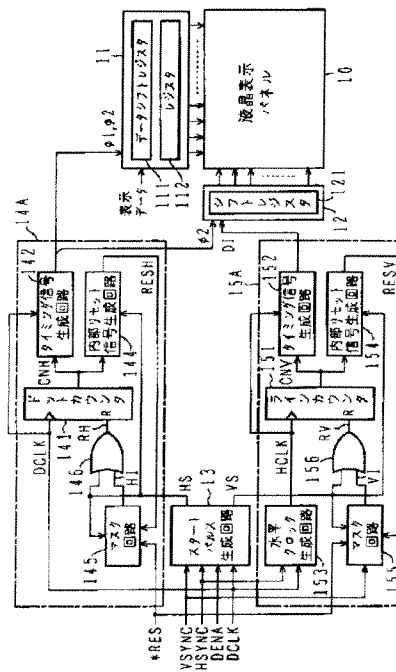 14A
142
タイミング信号
生成回路
CNH
内部リセット
信号生成回路
144
RESH
DCLK
ドットカウンタ
141
RH
R
146
HI
145
マスク
回路
*RES
VSYNC
HSYNC
DENA
DCLK
HS
13
スタート
パルス
生成回路
VS
φ1,φ2
11
データシフトレジスタ
レジスタ
111
112
表示
データ
φ2
DI
シフトレジスタ
12
121
液晶表示
パネル
10
15A
152
タイミング信号
生成回路
CNV
内部リセット
信号生成回路
154
RESV
151
ラインカウンタ
HCLK
RV
R
156
VI
水平
クロック
生成回路
153
マスク
回路
155